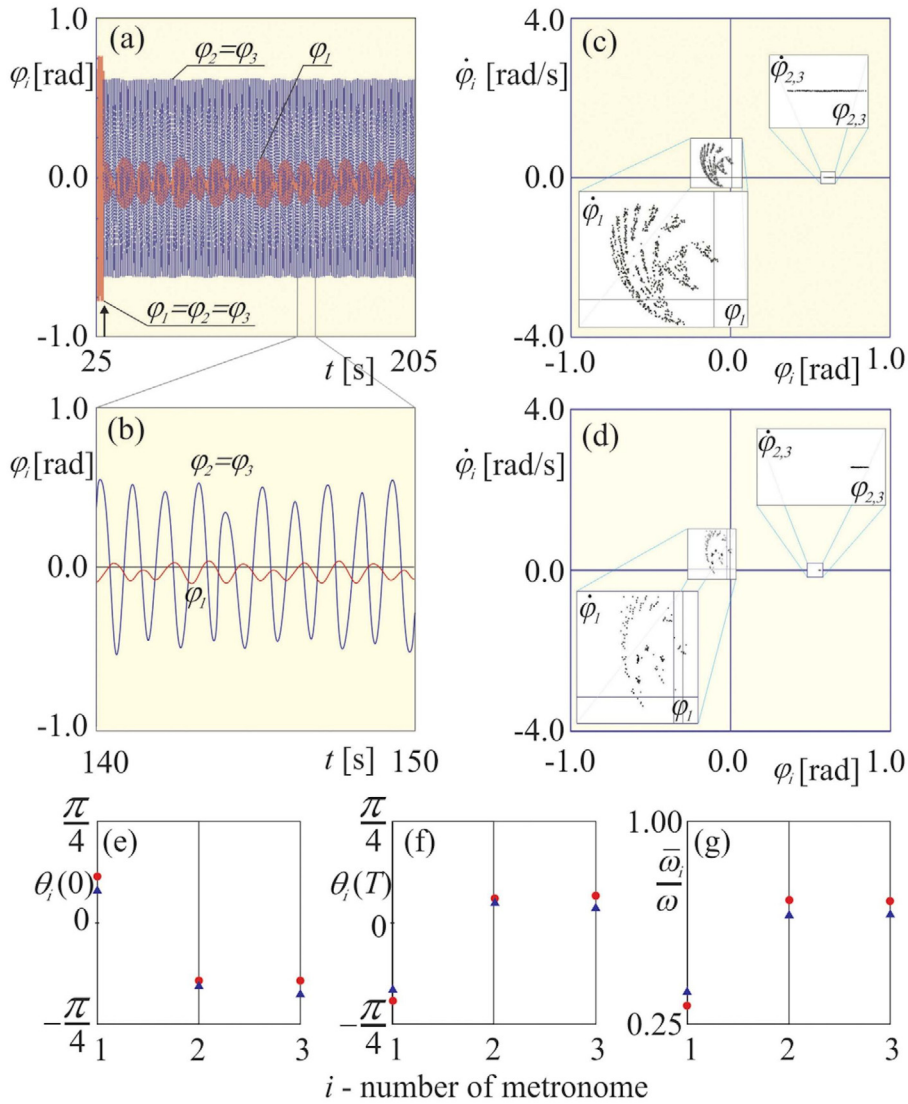 (a)
1.0
φᵢ[rad]
0.0
-1.0
φ₂=φ₃
φ₁
φ₁=φ₂=φ₃
25
t [s]
205
(b)
1.0
φᵢ[rad]
0.0
-1.0
φ₂=φ₃
φ₁
140
t [s]
150
(c)
4.0
φ̇ᵢ [rad/s]
0.0
-4.0
φ̇₂,₃
φ₂,₃
φ̇₁
φ₁
-1.0
0.0
1.0
φᵢ [rad]
(d)
4.0
φ̇ᵢ [rad/s]
0.0
-4.0
φ̇₂,₃
φ₂,₃
φ̇₁
φ₁
-1.0
0.0
1.0
φᵢ [rad]
(e)
π/4
θᵢ(0)
0
-π/4
1
2
3
(f)
π/4
θᵢ(T)
0
-π/4
1
2
3
(g)
1.00
ω̄ᵢ/ω
0.25
1
2
3
i - number of metronome